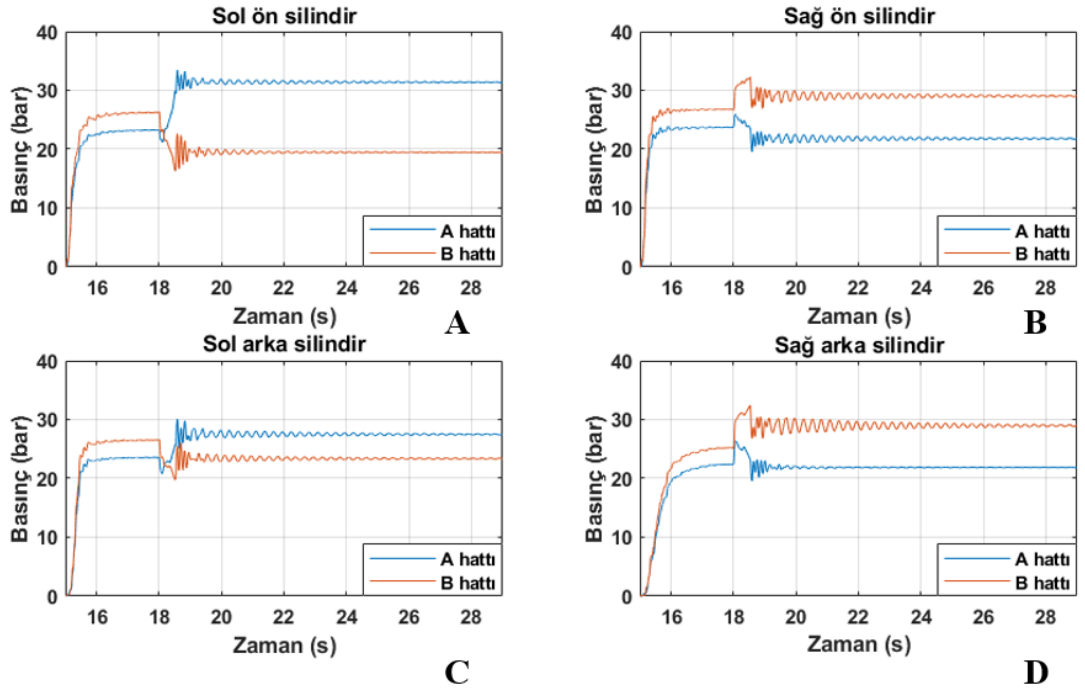 Sol ön silindir
40
30
20
10
0
Basınç (bar)
A hattı
B hattı
16 18 20 22 24 26 28
Zaman (s)
A
Sağ ön silindir
40
30
20
10
0
Basınç (bar)
A hattı
B hattı
16 18 20 22 24 26 28
Zaman (s)
B
Sol arka silindir
40
30
20
10
0
Basınç (bar)
A hattı
B hattı
16 18 20 22 24 26 28
Zaman (s)
C
Sağ arka silindir
40
30
20
10
0
Basınç (bar)
A hattı
B hattı
16 18 20 22 24 26 28
Zaman (s)
D